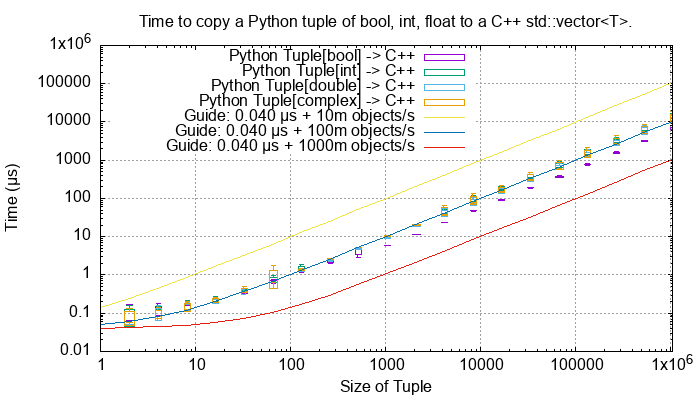 Time to copy a Python tuple of bool, int, float to a C++ std::vector<T>.
1x10⁶
100000
10000
1000
100
10
1
0.1
0.01
Time (µs)
Python Tuple[bool] -> C++
Python Tuple[int] -> C++
Python Tuple[double] -> C++
Python Tuple[complex] -> C++
Guide: 0.040 µs + 10m objects/s
Guide: 0.040 µs + 100m objects/s
Guide: 0.040 µs + 1000m objects/s
1 10 100 1000 10000 100000 1x10⁶
Size of Tuple